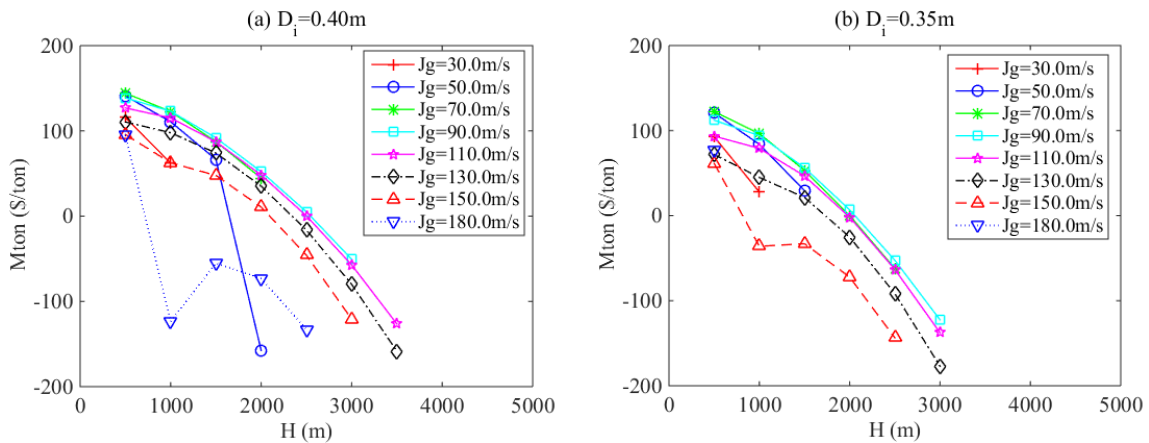 (a) D_i=0.40m
200
100
0
-100
-200
Mton (S/ton)
0 1000 2000 3000 4000 5000
H (m)
Jg=30.0m/s
Jg=50.0m/s
Jg=70.0m/s
Jg=90.0m/s
Jg=110.0m/s
Jg=130.0m/s
Jg=150.0m/s
Jg=180.0m/s
(b) D_i=0.35m
200
100
0
-100
-200
Mton (S/ton)
0 1000 2000 3000 4000 5000
H (m)
Jg=30.0m/s
Jg=50.0m/s
Jg=70.0m/s
Jg=90.0m/s
Jg=110.0m/s
Jg=130.0m/s
Jg=150.0m/s
Jg=180.0m/s